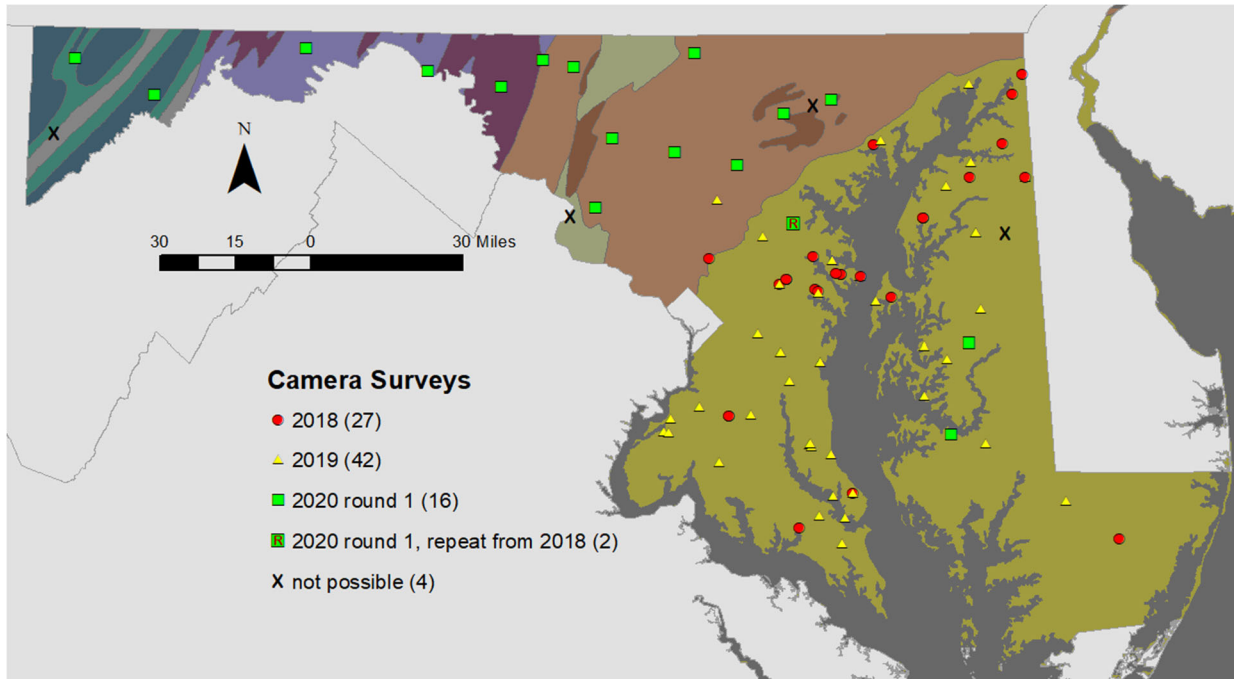 X
R
X
X
X
N
30 15 0 30 Miles
Camera Surveys
2018 (27)
2019 (42)
2020 round 1 (16)
R 2020 round 1, repeat from 2018 (2)
X not possible (4)